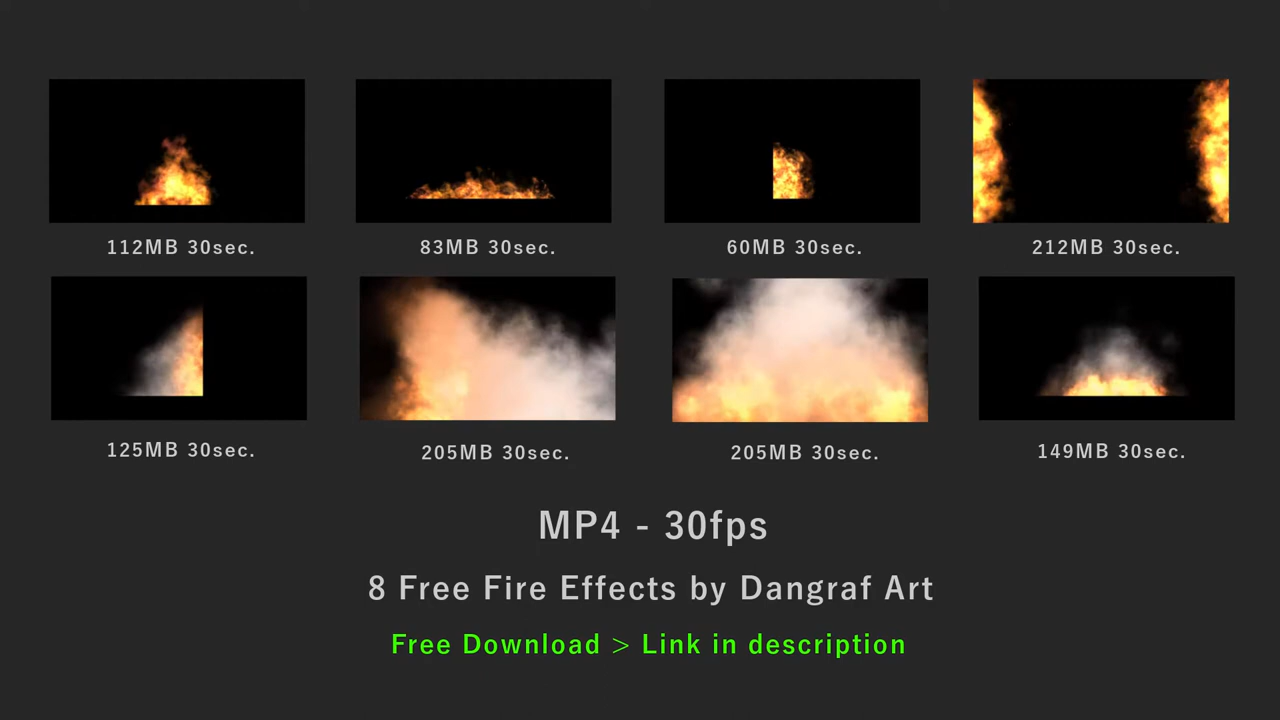 112MB 30sec.
83MB 30sec.
60MB 30sec.
212MB 30sec.
125MB 30sec.
205MB 30sec.
205MB 30sec.
149MB 30sec.
MP4 - 30fps
8 Free Fire Effects by Dangraf Art
Free Download > Link in description